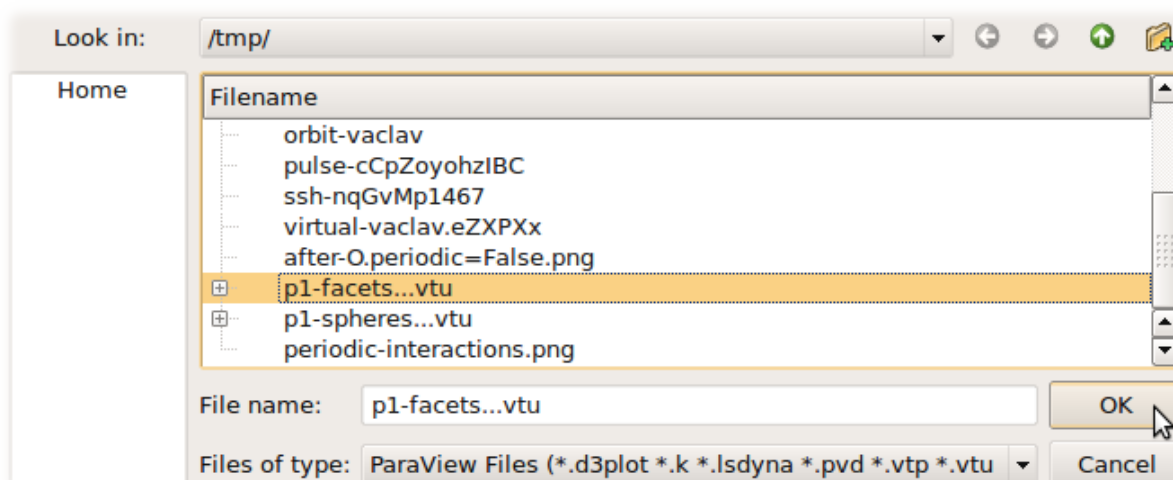 Look in: /tmp/
Home
Filename
orbit-vaclav
pulse-cCpZoyohzIBC
ssh-nqGvMp1467
virtual-vaclav.eZXPXx
after-O.periodic=False.png
p1-facets...vtu
p1-spheres...vtu
periodic-interactions.png
File name: p1-facets...vtu OK
Files of type: ParaView Files (*.d3plot *.k *.lsdyna *.pvd *.vtp *.vtu Cancel